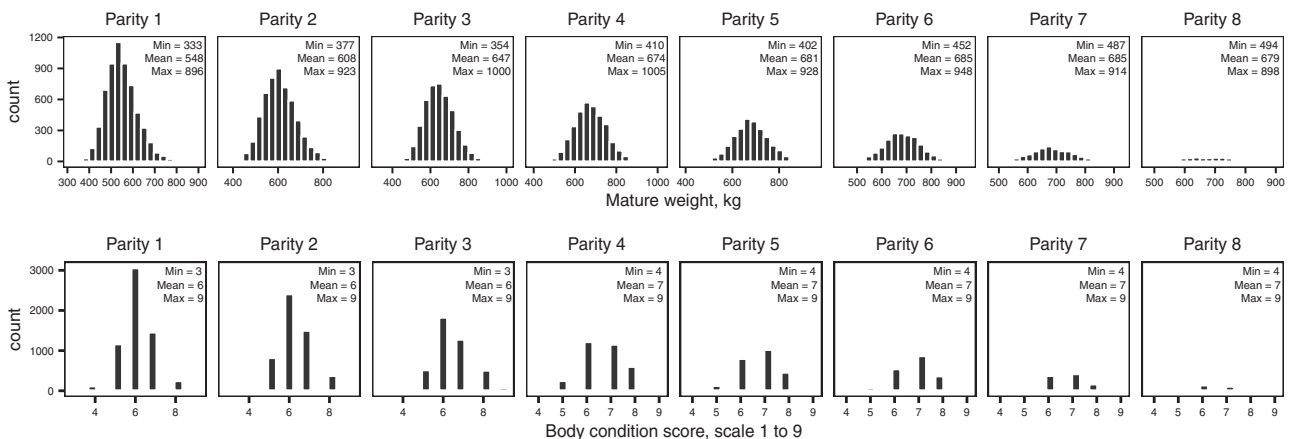 Parity 1 Parity 2 Parity 3 Parity 4 Parity 5 Parity 6 Parity 7 Parity 8
1200 Min = 333 Min = 377 Min = 354 Min = 410 Min = 402 Min = 452 Min = 487 Min = 494
Mean = 548 Mean = 608 Mean = 647 Mean = 674 Mean = 681 Mean = 685 Mean = 685 Mean = 679
900 Max = 896 Max = 923 Max = 1000 Max = 1005 Max = 928 Max = 948 Max = 914 Max = 898
count
600
300
0
300 400 500 600 700 800 900 400 600 800 400 600 800 1000 400 600 800 1000 400 600 800 500 600 700 800 900 500 600 700 800 900 500 600 700 800 900
Mature weight, kg
Parity 1 Parity 2 Parity 3 Parity 4 Parity 5 Parity 6 Parity 7 Parity 8
3000 Min = 3 Min = 3 Min = 3 Min = 4 Min = 4 Min = 4 Min = 4 Min = 4
Mean = 6 Mean = 6 Mean = 6 Mean = 7 Mean = 7 Mean = 7 Mean = 7 Mean = 7
Max = 9 Max = 9 Max = 9 Max = 9 Max = 9 Max = 9 Max = 9 Max = 9
2000
count
1000
0
4 6 8 4 6 8 4 6 8 4 5 6 7 8 9 4 5 6 7 8 9 4 5 6 7 8 9 4 5 6 7 8 9 4 5 6 7 8 9
Body condition score, scale 1 to 9